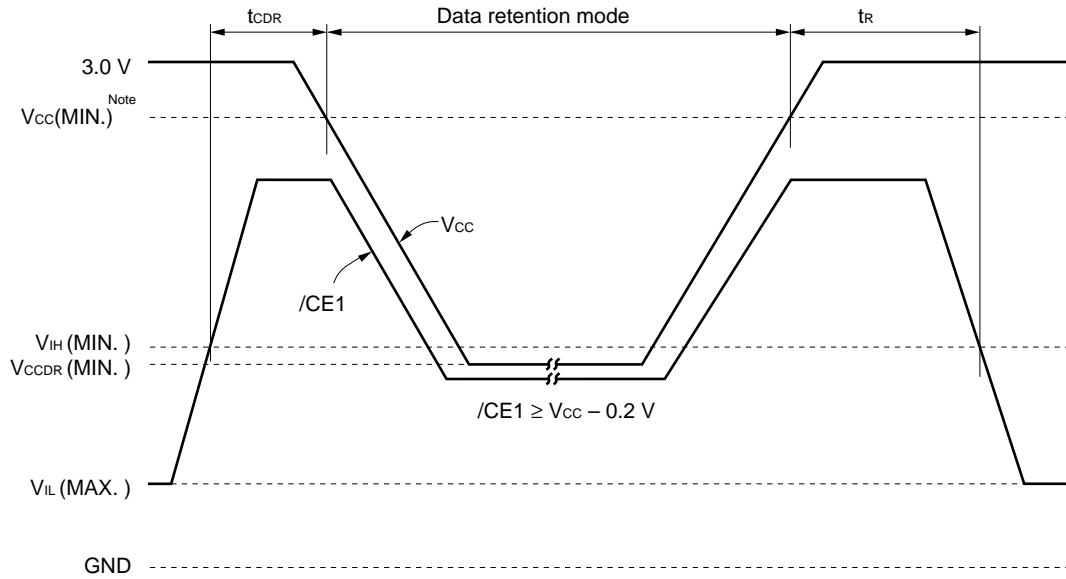 tCDR Data retention mode tR
3.0 V
VCC(MIN.)Note
VCC
/CE1
VIH (MIN. )
VCCDR (MIN. )
/CE1 ≥ VCC – 0.2 V
VIL (MAX. )
GND